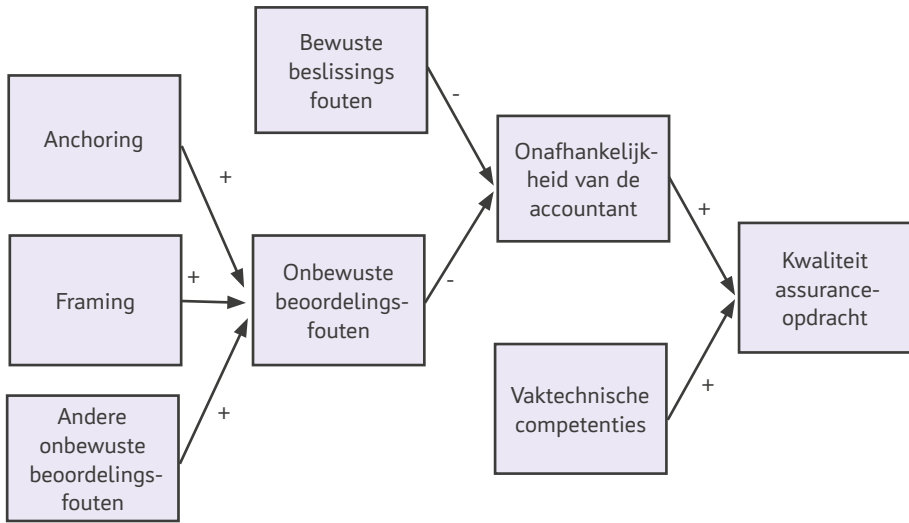 Anchoring
+
Framing
+
Andere
onbewuste
beoordelings-
fouten
+
Bewuste
beslissings
fouten
-
Onbewuste
beoordelings-
fouten
-
Onafhankelijk-
heid van de
accountant
+
Vaktechnische
competenties
+
Kwaliteit
assurance-
opdracht